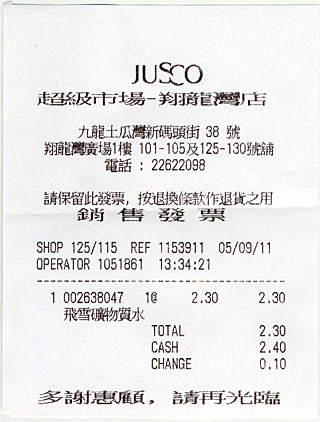 JUSCO
超級市場-翔龍灣店
九龍土瓜灣新碼頭街 38 號
翔龍灣廣場1樓 101-105及125-130號舖
電話 : 22622098
請保留此發票, 按退換條款作退貨之用
銷售發票
SHOP 125/115 REF 1153911 05/09/11
OPERATOR 1051861 13:34:21
1 002638047 1@ 2.30 2.30
飛雪礦物質水
TOTAL 2.30
CASH 2.40
CHANGE 0.10
多謝惠顧, 請再光臨